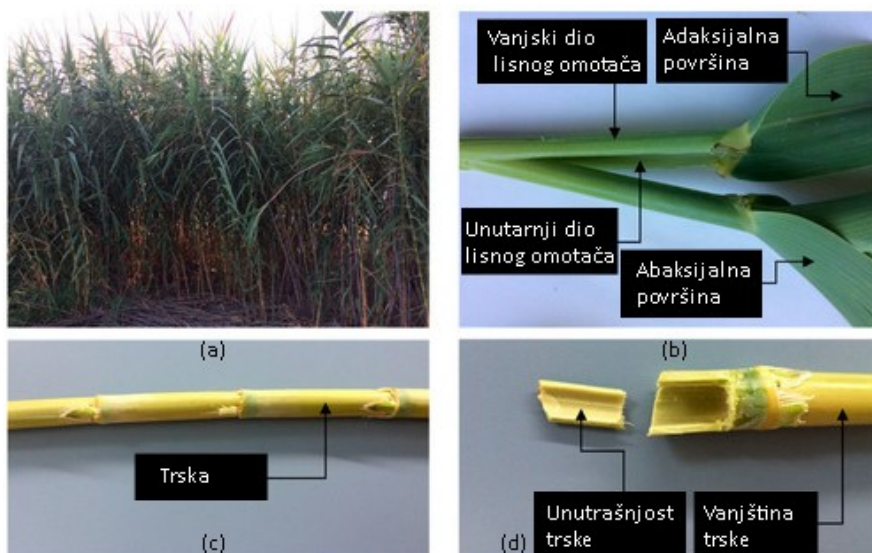 Vanjski dio
lisnog omotača
Adaksijalna
površina
Unutarnji dio
lisnog omotača
Abaksijalna
površina
(a)
(b)
Trska
(c)
Unutrašnjost
trske
Vanjština
trske
(d)